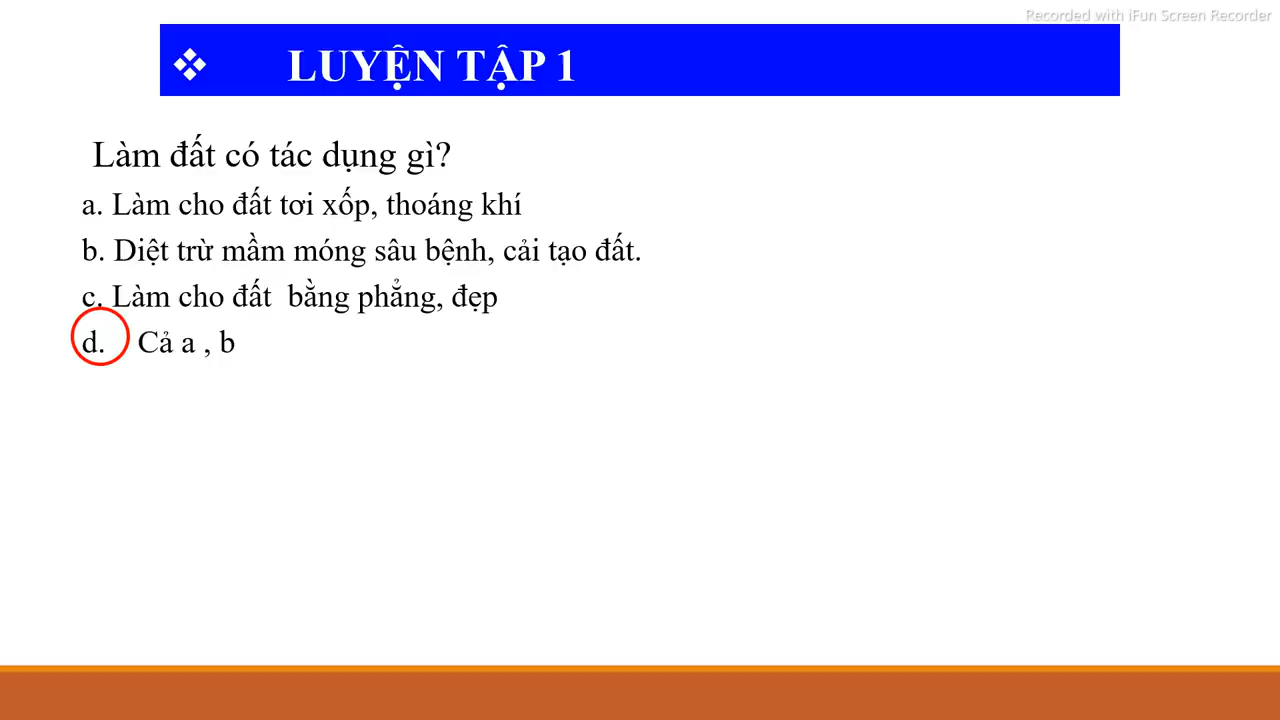 Recorded with iFun Screen Recorder
❖ LUYỆN TẬP 1
Làm đất có tác dụng gì?
a. Làm cho đất tơi xốp, thoáng khí
b. Diệt trừ mầm móng sâu bệnh, cải tạo đất.
c. Làm cho đất bằng phẳng, đẹp
d. Cả a , b